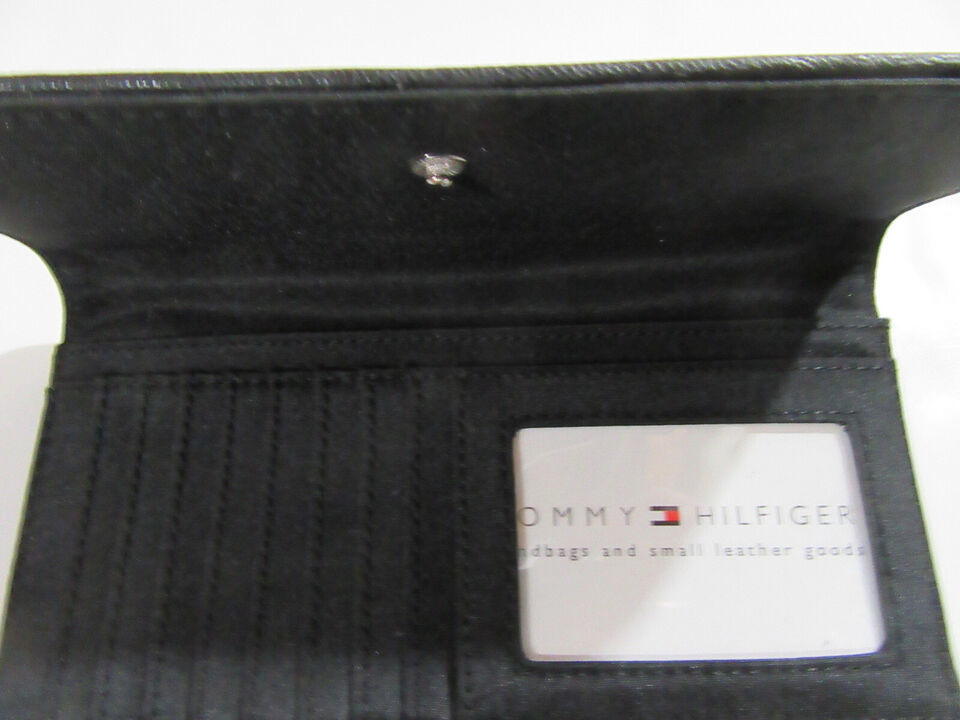 OMMY HILFIGER
ndbags and small leather goods